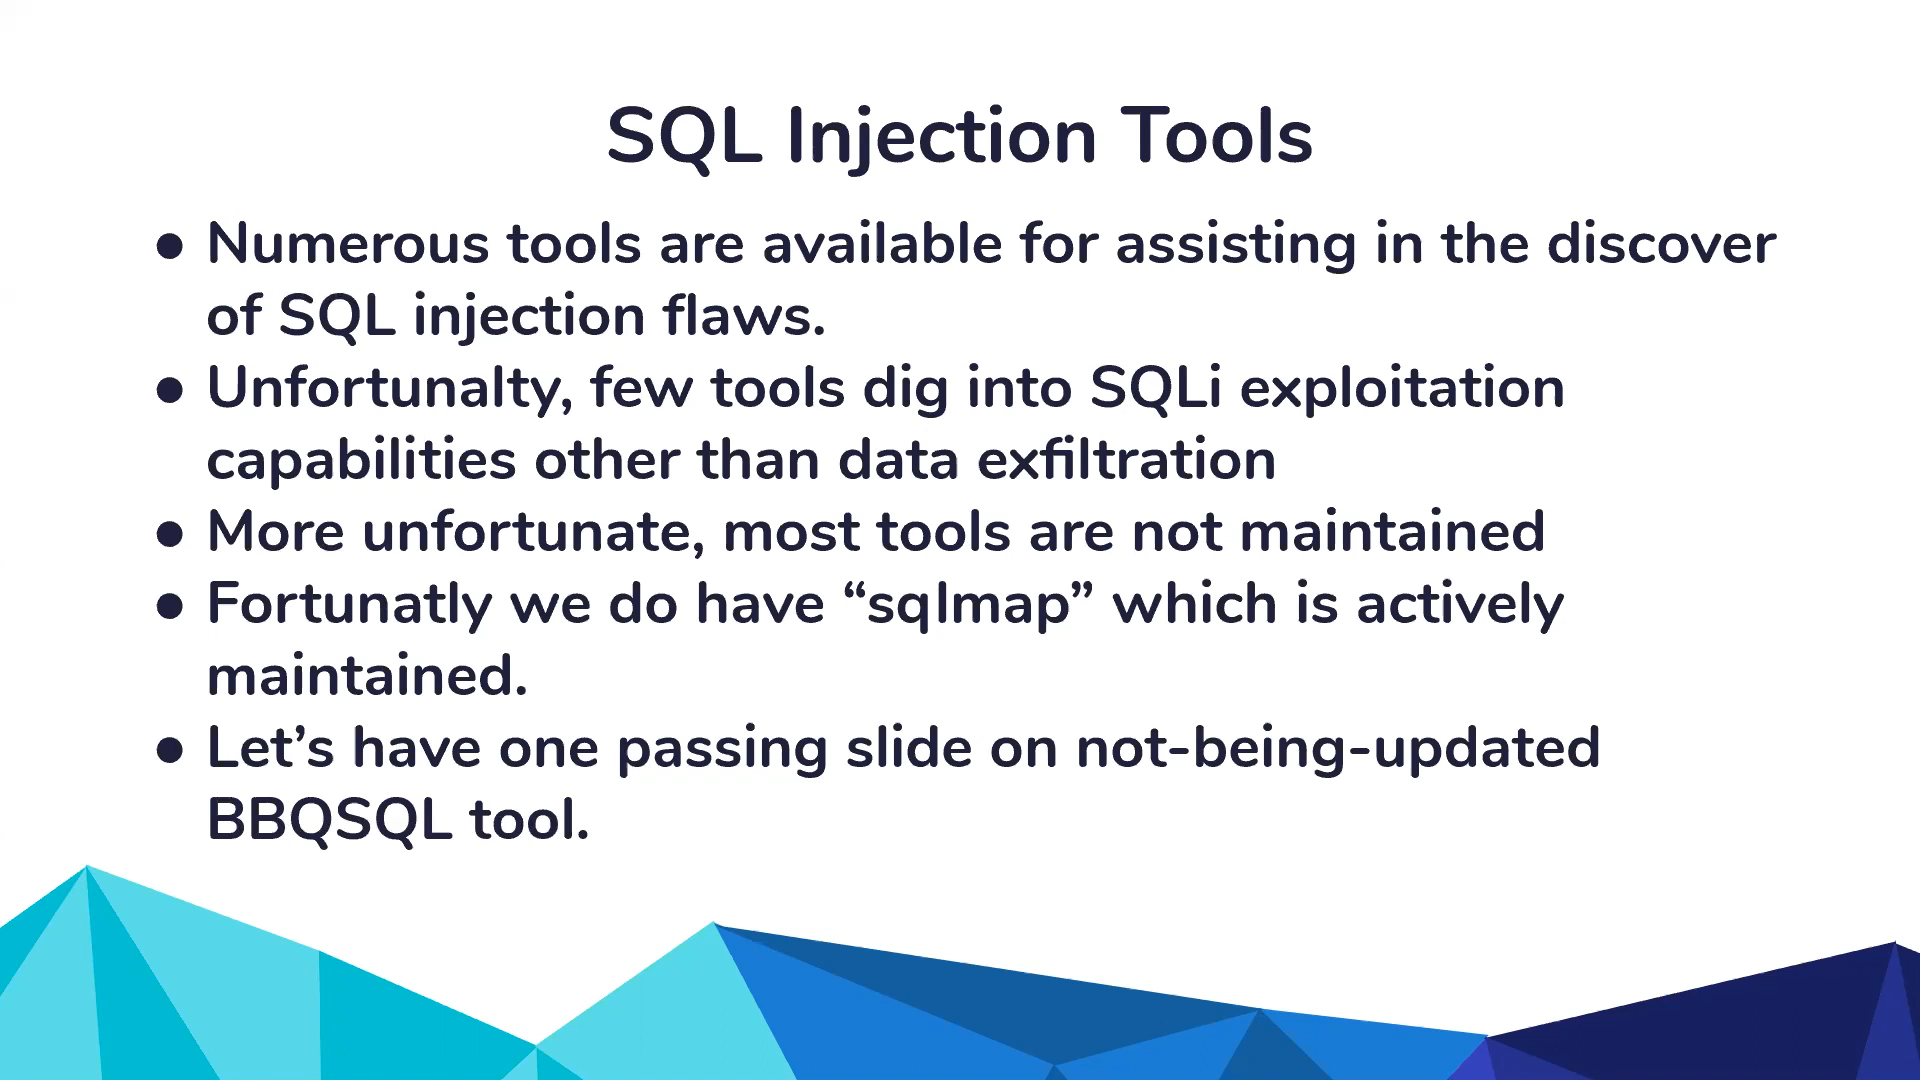 SQL Injection Tools
● Numerous tools are available for assisting in the discover
of SQL injection flaws.
● Unfortunalty, few tools dig into SQLi exploitation
capabilities other than data exfiltration
● More unfortunate, most tools are not maintained
● Fortunatly we do have “sqlmap” which is actively
maintained.
● Let’s have one passing slide on not-being-updated
BBQSQL tool.